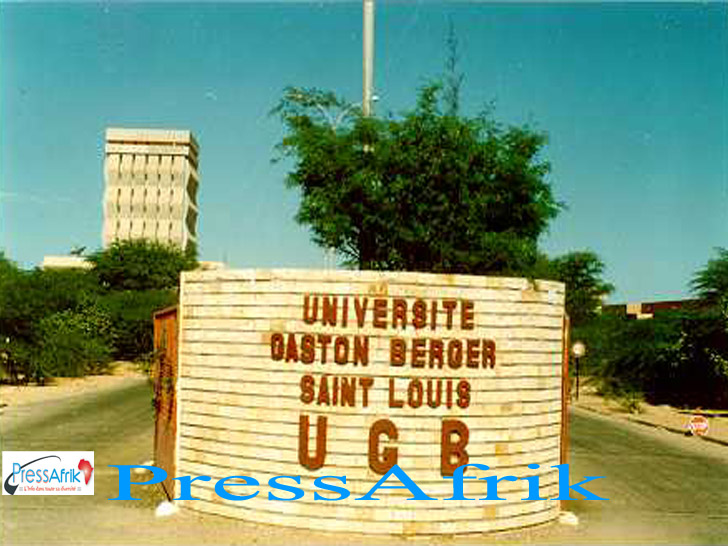 UNIVERSITE
GASTON BERGER
SAINT LOUIS
UGB
PressAfrik
PressAfrik